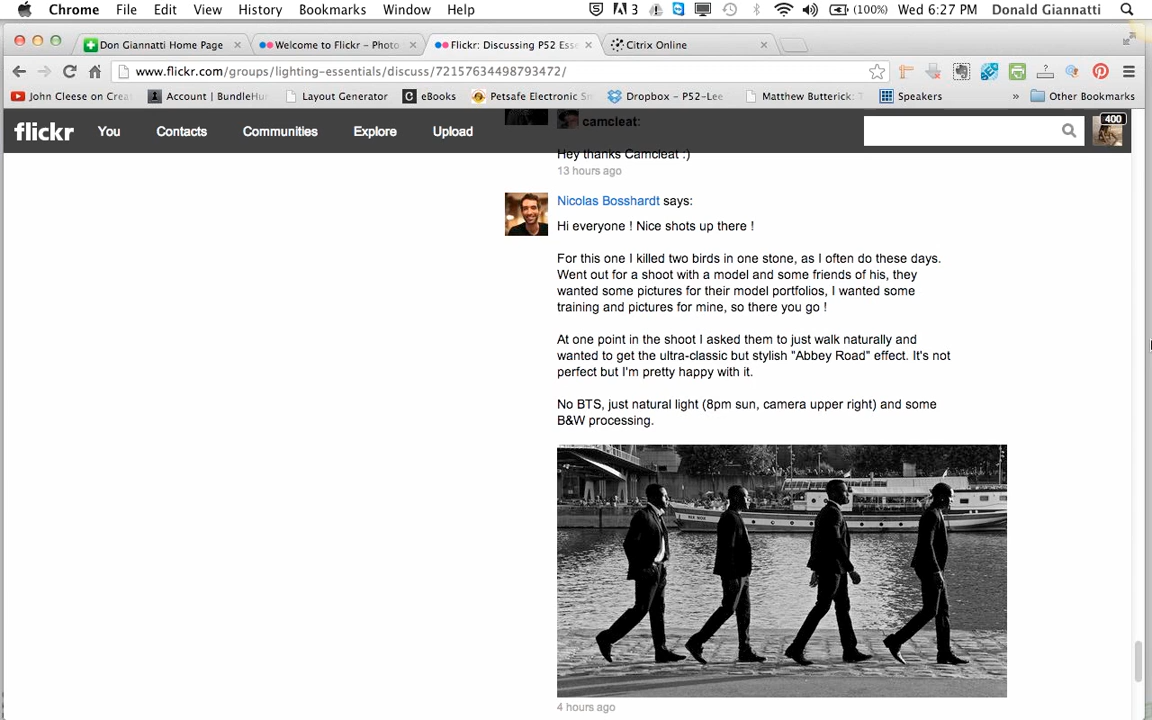 Chrome File Edit View History Bookmarks Window Help 3 (100%) Wed 6:27 PM Donald Giannatti
Don Giannatti Home Page Welcome to Flickr – Photo Flickr: Discussing P52 Esse Citrix Online
www.flickr.com/groups/lighting-essentials/discuss/72157634498793472/
John Cleese on Crea Account | BundleHu Layout Generator eBooks Petsafe Electronic Sm Dropbox – P52–Lee Matthew Butterick: T Speakers » Other Bookmarks
flickr You Contacts Communities Explore Upload 400
camcleat:
Hey thanks Camcleat :)
13 hours ago
Nicolas Bosshardt says:
Hi everyone ! Nice shots up there !
For this one I killed two birds in one stone, as I often do these days.
Went out for a shoot with a model and some friends of his, they
wanted some pictures for their model portfolios, I wanted some
training and pictures for mine, so there you go !
At one point in the shoot I asked them to just walk naturally and
wanted to get the ultra-classic but stylish "Abbey Road" effect. It's not
perfect but I'm pretty happy with it.
No BTS, just natural light (8pm sun, camera upper right) and some
B&W processing.
4 hours ago